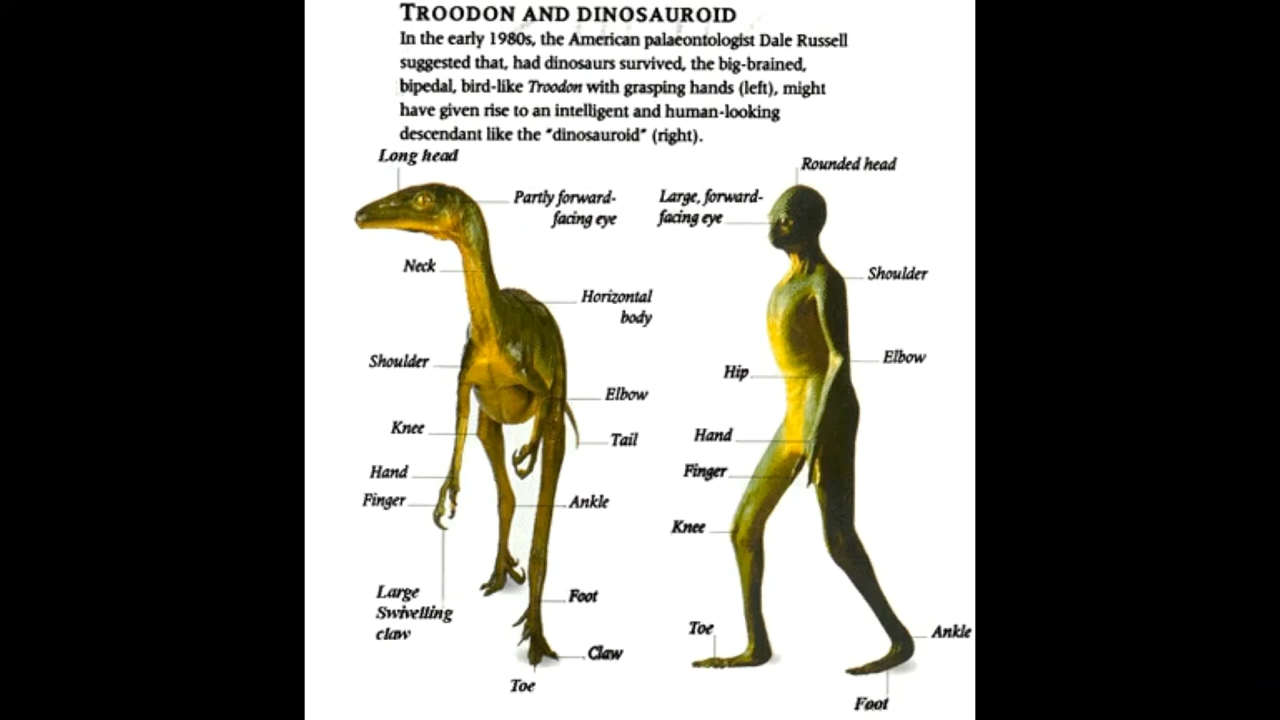 TROODON AND DINOSAUROID
In the early 1980s, the American palaeontologist Dale Russell
suggested that, had dinosaurs survived, the big-brained,
bipedal, bird-like Troodon with grasping hands (left), might
have given rise to an intelligent and human-looking
descendant like the "dinosauroid" (right).
Long head
Partly forward-
facing eye
Neck
Horizontal
body
Shoulder
Elbow
Knee
Tail
Hand
Finger
Ankle
Large
Swivelling
claw
Foot
Claw
Toe
Rounded head
Large, forward-
facing eye
Shoulder
Elbow
Hip
Hand
Finger
Knee
Toe
Ankle
Foot